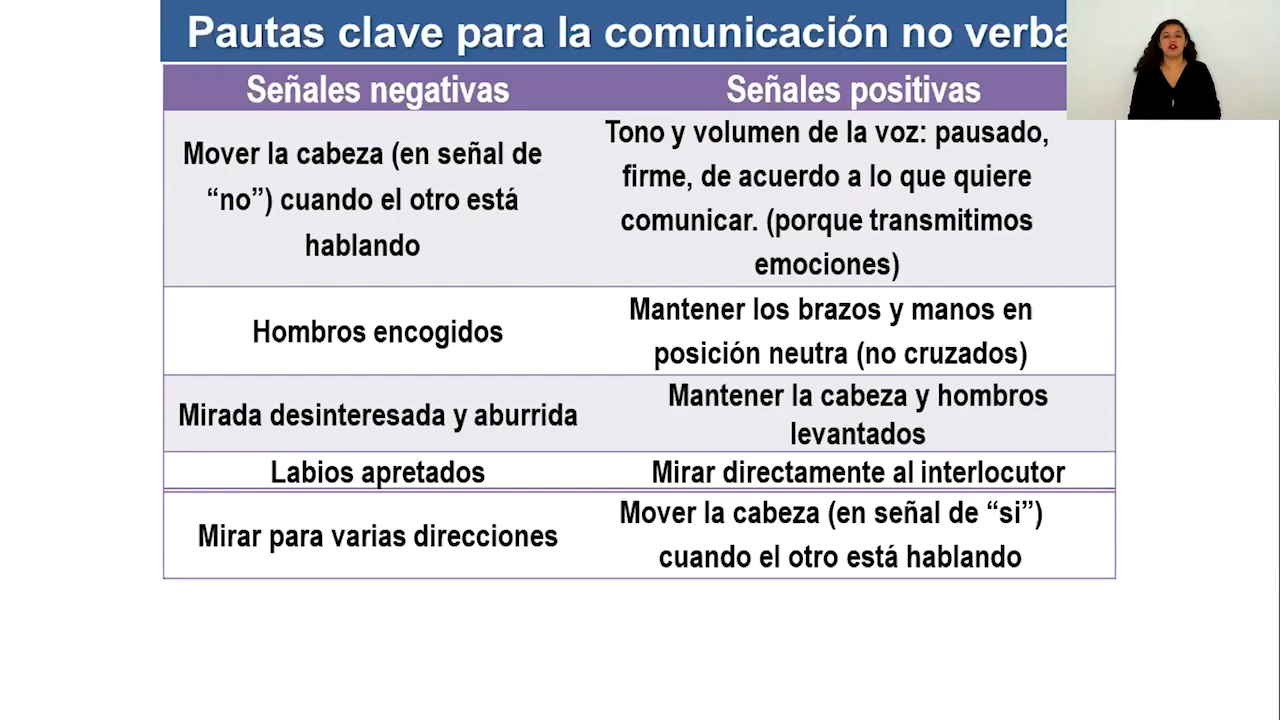 Pautas clave para la comunicación no verba
Señales negativas
Señales positivas
Mover la cabeza (en señal de
“no”) cuando el otro está
hablando
Tono y volumen de la voz: pausado,
firme, de acuerdo a lo que quiere
comunicar. (porque transmitimos
emociones)
Hombros encogidos
Mantener los brazos y manos en
posición neutra (no cruzados)
Mirada desinteresada y aburrida
Mantener la cabeza y hombros
levantados
Labios apretados
Mirar directamente al interlocutor
Mirar para varias direcciones
Mover la cabeza (en señal de “si”)
cuando el otro está hablando